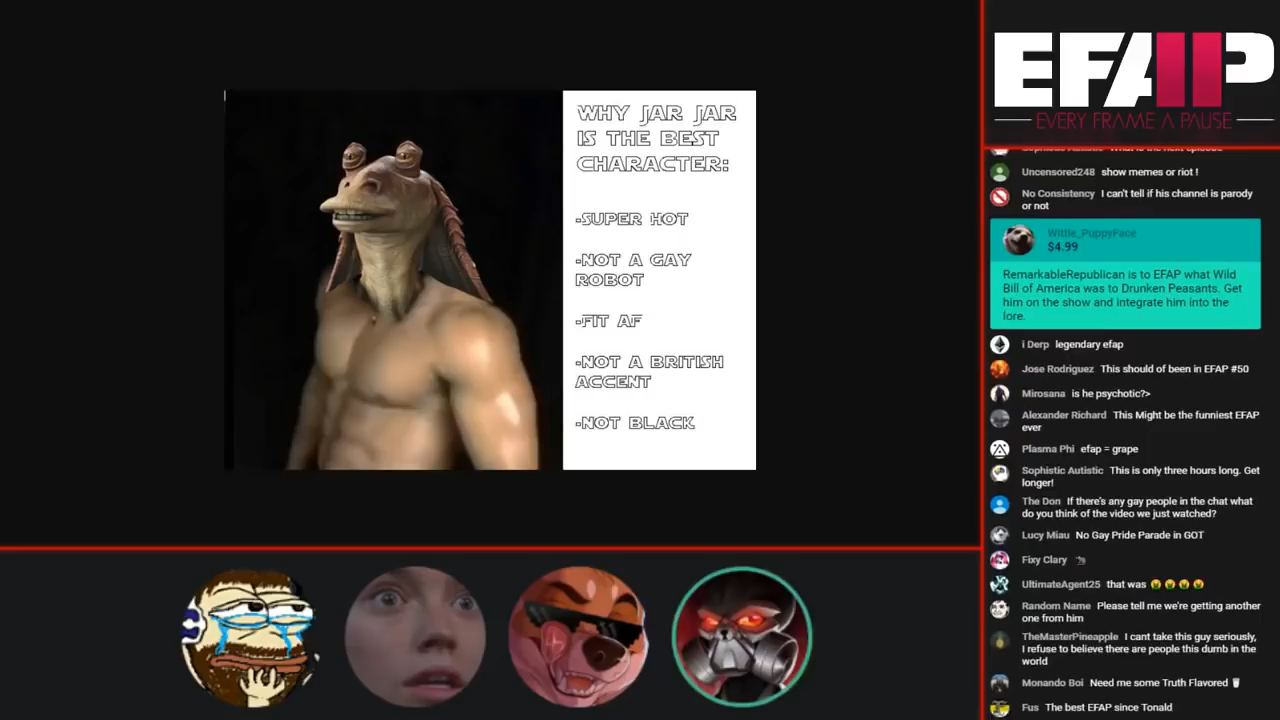 WHY JAR JAR
IS THE BEST
CHARACTER:
-SUPER HOT
-NOT A GAY
ROBOT
-FIT AF
-NOT A BRITISH
ACCENT
-NOT BLACK
EFAP
EVERY FRAME A PAUSE
Sophistic Autistic What is the next episode
Uncensored248 show memes or riot !
No Consistency I can't tell if his channel is parody
or not
Wittle_PuppyFace
$4.99
RemarkableRepublican is to EFAP what Wild
Bill of America was to Drunken Peasants. Get
him on the show and integrate him into the
lore.
i Derp legendary efap
Jose Rodriguez This should of been in EFAP #50
Mirosana is he psychotic?>
Alexander Richard This Might be the funniest EFAP
ever
Plasma Phi efap = grape
Sophistic Autistic This is only three hours long. Get
longer!
The Don If there's any gay people in the chat what
do you think of the video we just watched?
Lucy Miau No Gay Pride Parade in GOT
Fixy Clary
UltimateAgent25 that was
Random Name Please tell me we're getting another
one from him
TheMasterPineapple I cant take this guy seriously,
I refuse to believe there are people this dumb in the
world
Monando Boi Need me some Truth Flavored
Fus The best EFAP since Tonald